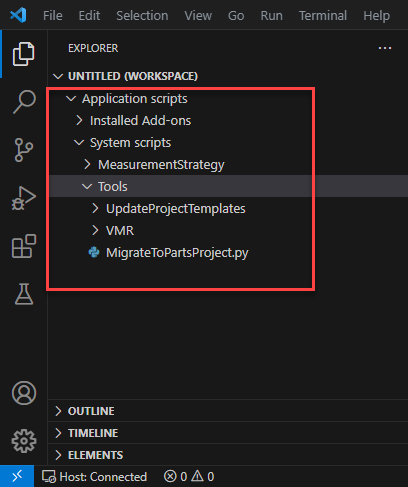 File Edit Selection View Go Run Terminal Help
EXPLORER ...
UNTITLED (WORKSPACE)
Application scripts
Installed Add-ons
System scripts
MeasurementStrategy
Tools
UpdateProjectTemplates
VMR
MigrateToPartsProject.py
OUTLINE
TIMELINE
ELEMENTS
Host: Connected 0 0